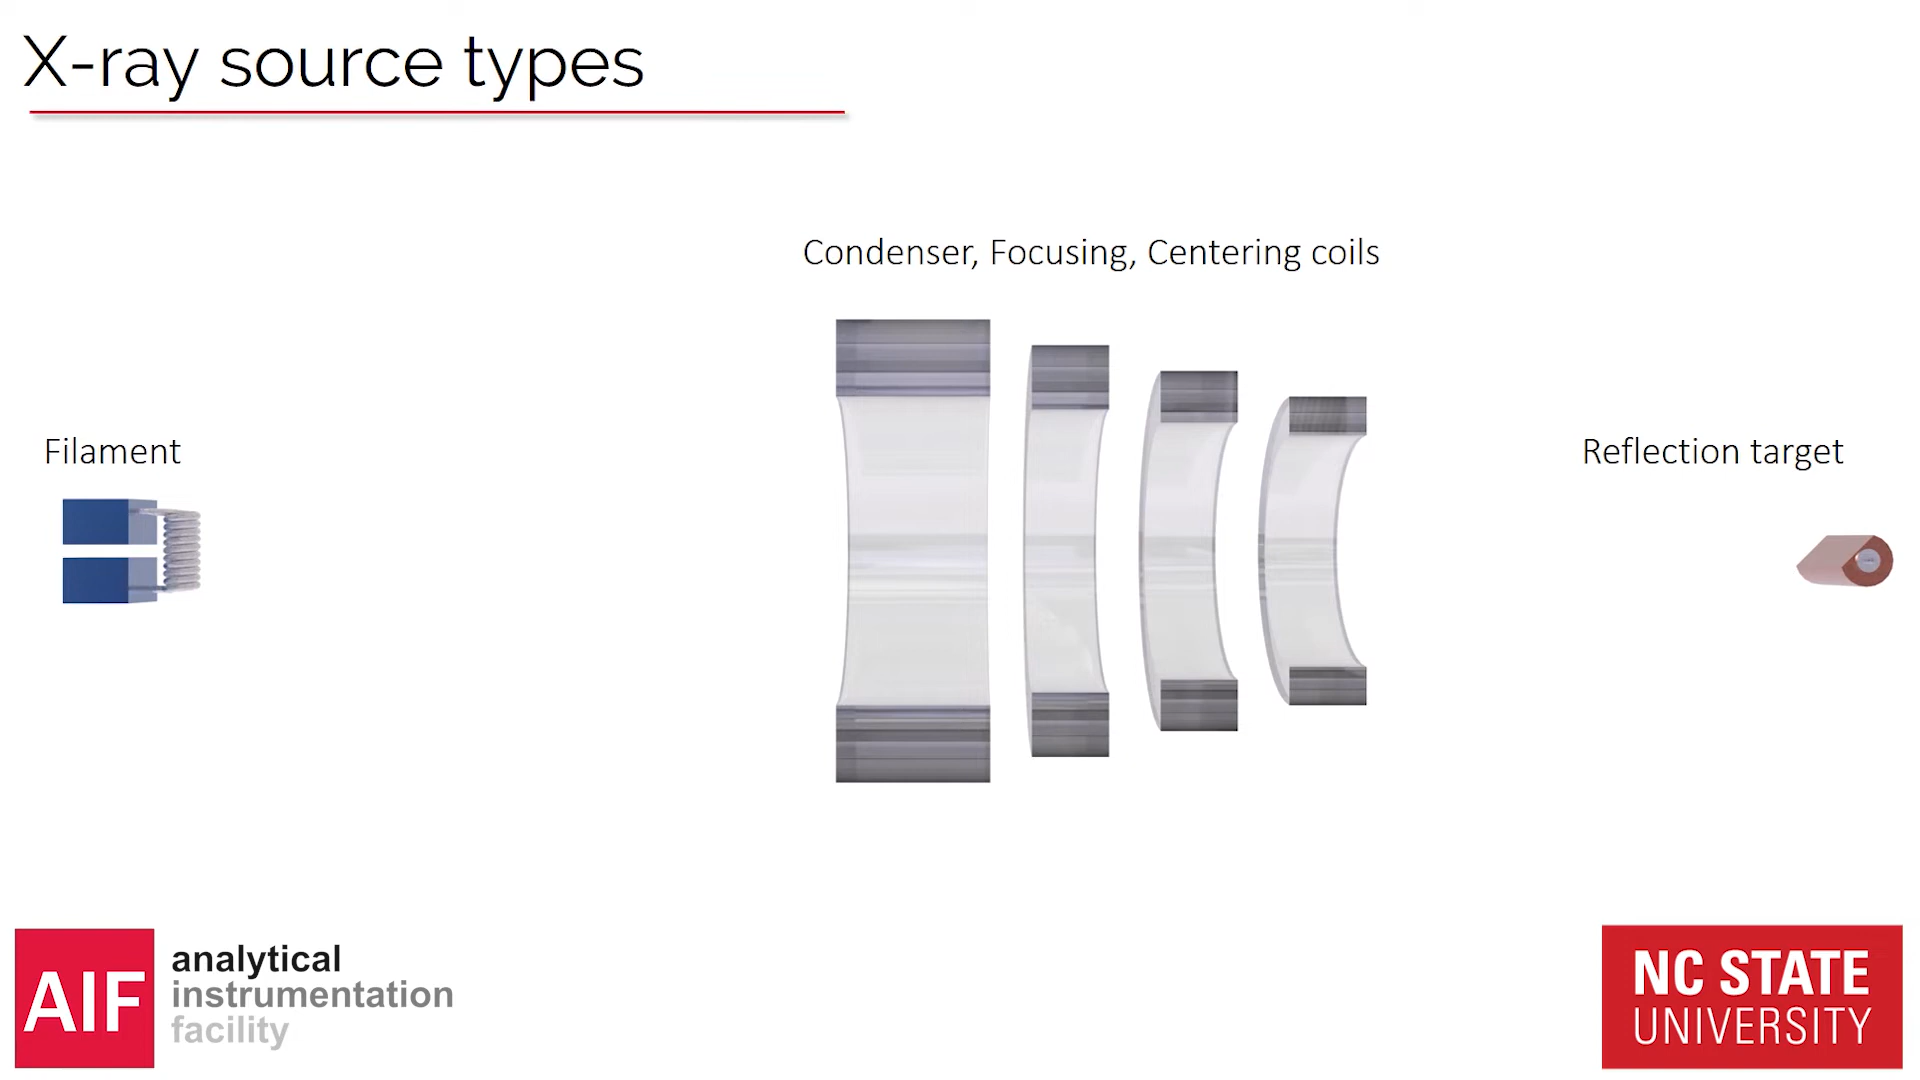 X-ray source types
Condenser, Focusing, Centering coils
Filament
Reflection target
AIF
analytical
instrumentation
facility
NC STATE
UNIVERSITY